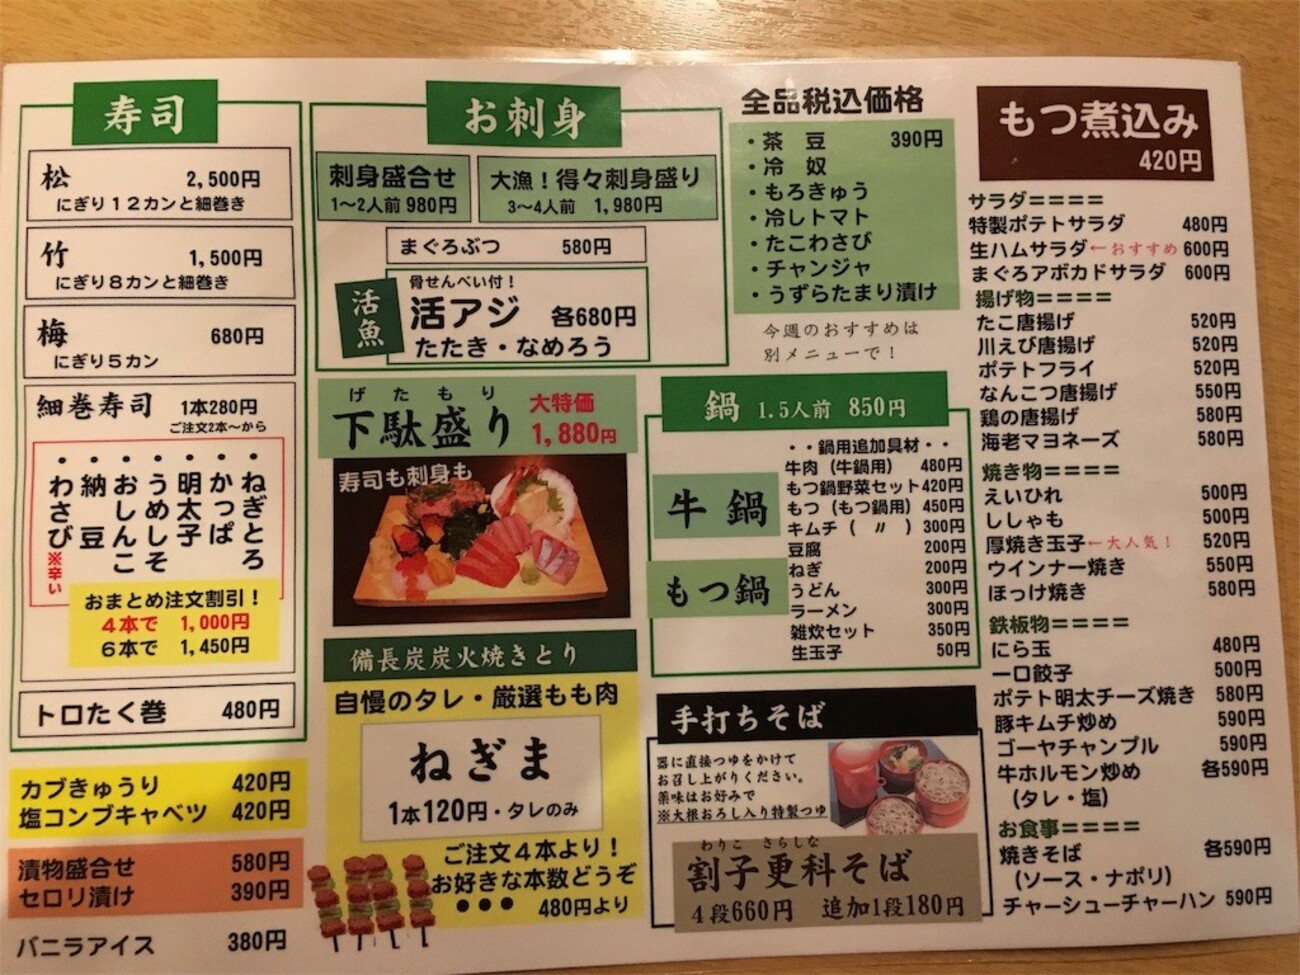 寿司
松 2,500円
にぎり12カンと細巻き
竹 1,500円
にぎり8カンと細巻き
梅 680円
にぎり5カン
細巻寿司 1本280円
ご注文2本～から
・ねぎとろ
・かっぱ
・明太子
・うめしそ
・おしんこ
・納豆
・わさび※辛い
おまとめ注文割引！
4本で 1,000円
6本で 1,450円
トロたく巻 480円
カブきゅうり 420円
塩コンブキャベツ 420円
漬物盛合せ 580円
セロリ漬け 390円
バニラアイス 380円
お刺身
刺身盛合せ
1～2人前 980円
大漁！得々刺身盛り
3～4人前 1,980円
まぐろぶつ 580円
活魚
骨せんべい付！
活アジ 各680円
たたき・なめろう
げたもり
下駄盛り
大特価
1,880円
寿司も刺身も
備長炭炭火焼きとり
自慢のタレ・厳選もも肉
ねぎま
1本120円・タレのみ
ご注文4本より！
お好きな本数どうぞ
●●● 480円より
全品税込価格
・茶豆 390円
・冷奴
・もろきゅう
・冷しトマト
・たこわさび
・チャンジャ
・うずらたまり漬け
今週のおすすめは
別メニューで！
鍋 1.5人前 850円
牛鍋
もつ鍋
・・鍋用追加具材・・
牛肉（牛鍋用） 480円
もつ鍋野菜セット420円
もつ（もつ鍋用）450円
キムチ（ 〃 ）300円
豆腐 200円
ねぎ 200円
うどん 300円
ラーメン 300円
雑炊セット 350円
生玉子 50円
手打ちそば
器に直接つゆをかけて
お召し上がりください。
薬味はお好みで
※大根おろし入り特製つゆ
わりこ さらしな
割子更科そば
4段660円 追加1段180円
もつ煮込み
420円
サラダ＝＝＝＝
特製ポテトサラダ 480円
生ハムサラダ←おすすめ 600円
まぐろアボカドサラダ 600円
揚げ物＝＝＝＝
たこ唐揚げ 520円
川えび唐揚げ 520円
ポテトフライ 520円
なんこつ唐揚げ 550円
鶏の唐揚げ 580円
海老マヨネーズ 580円
焼き物＝＝＝＝
えいひれ 500円
ししゃも 500円
厚焼き玉子←大人気！ 520円
ウインナー焼き 550円
ほっけ焼き 580円
鉄板物＝＝＝＝
にら玉 480円
一口餃子 500円
ポテト明太チーズ焼き 580円
豚キムチ炒め 590円
ゴーヤチャンプル 590円
牛ホルモン炒め 各590円
（タレ・塩）
お食事＝＝＝＝
焼きそば 各590円
（ソース・ナポリ）
チャーシューチャーハン 590円